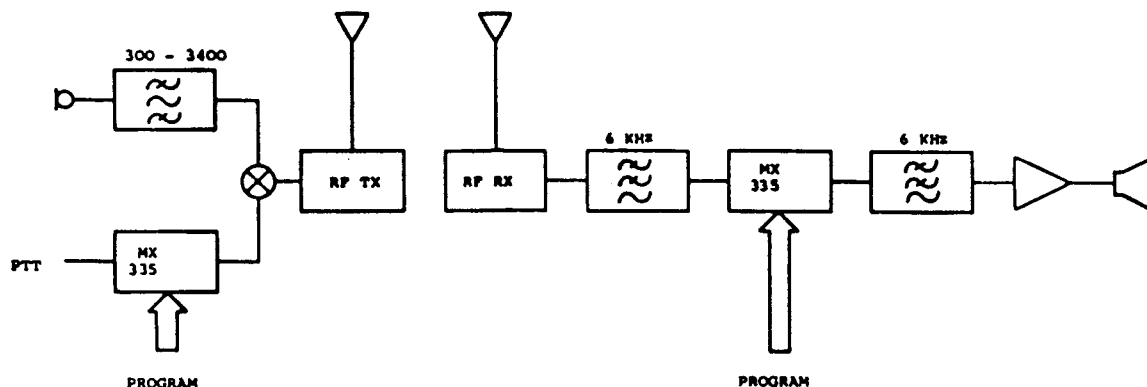 300 - 3400
PTT
MX
335
PROGRAM
RF TX
RF RX
6 KHz
MX
335
PROGRAM
6 KHz